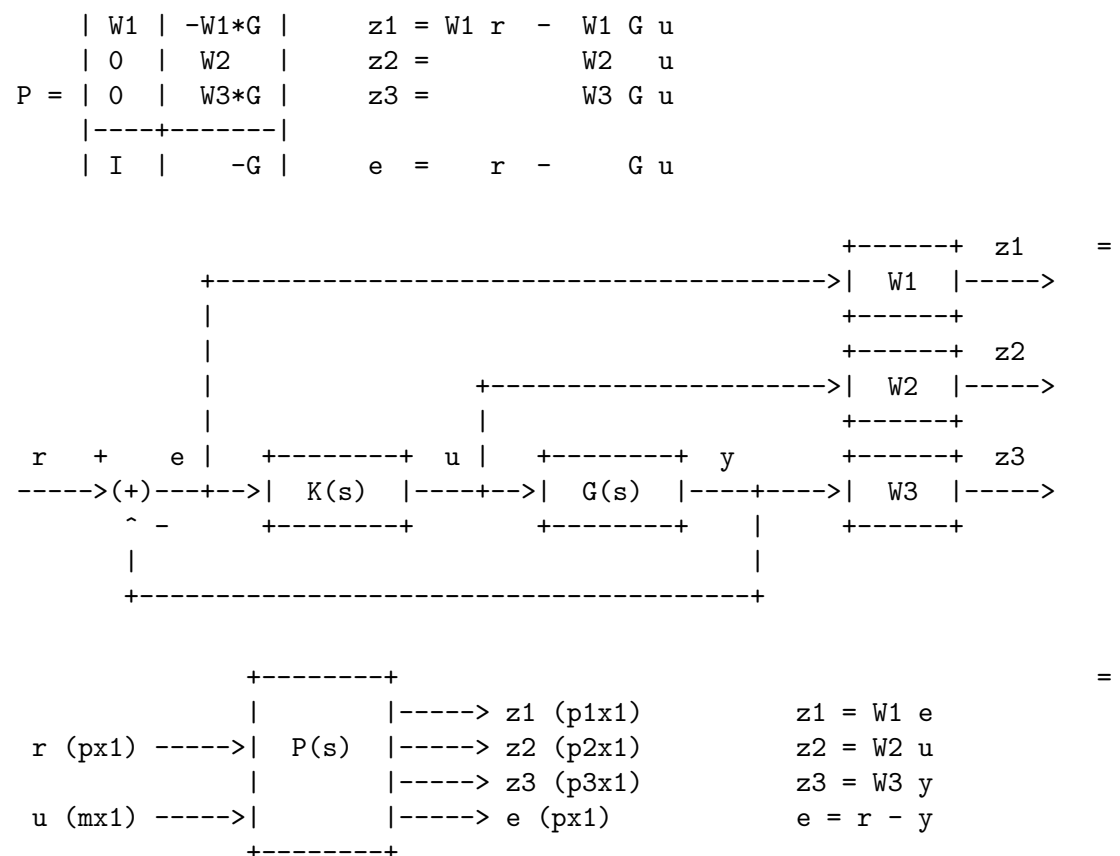 | W1 | -W1*G |     z1 = W1 r  -  W1 G u
    | 0  |  W2   |     z2 =          W2   u
P = | 0  |  W3*G |     z3 =          W3 G u
    |----+-------|
    | I  |    -G |     e  =    r  -     G u

                                                      +------+  z1     =
            +---------------------------------------->|  W1  |----->
            |                                         +------+
            |                                         +------+  z2
            |                 +---------------------->|  W2  |----->
            |                 |                       +------+
 r   +    e |   +--------+  u |   +--------+  y       +------+  z3
----->(+)---+-->|  K(s)  |----+-->|  G(s)  |----+---->|  W3  |----->
       ^ -      +--------+        +--------+    |     +------+
       |                                        |
       +----------------------------------------+

               +--------+                                              =
               |        |-----> z1 (p1x1)          z1 = W1 e
 r (px1) ----->|  P(s)  |-----> z2 (p2x1)          z2 = W2 u
               |        |-----> z3 (p3x1)          z3 = W3 y
 u (mx1) ----->|        |-----> e (px1)            e = r - y
               +--------+